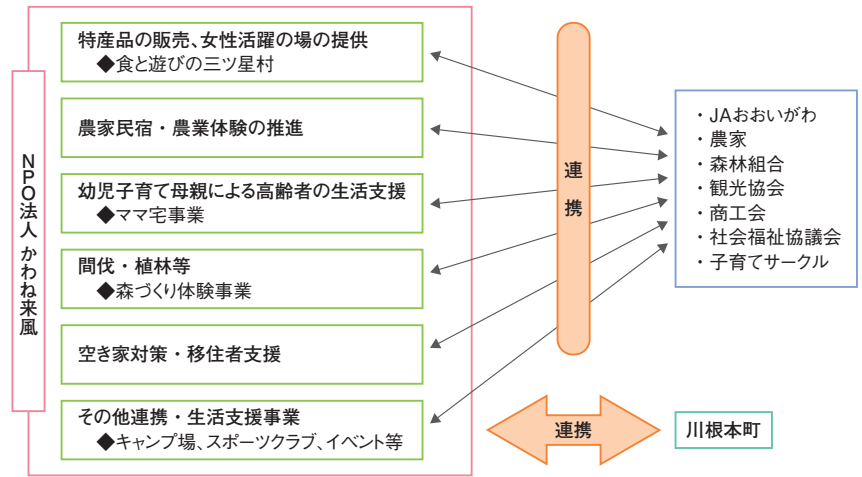 NPO法人 かわね来風
特産品の販売、女性活躍の場の提供
◆食と遊びの三ツ星村
農家民宿・農業体験の推進
幼児子育て母親による高齢者の生活支援
◆ママ宅事業
間伐・植林等
◆森づくり体験事業
空き家対策・移住者支援
その他連携・生活支援事業
◆キャンプ場、スポーツクラブ、イベント等
連携
・JAおおいがわ
・農家
・森林組合
・観光協会
・商工会
・社会福祉協議会
・子育てサークル
連携
川根本町